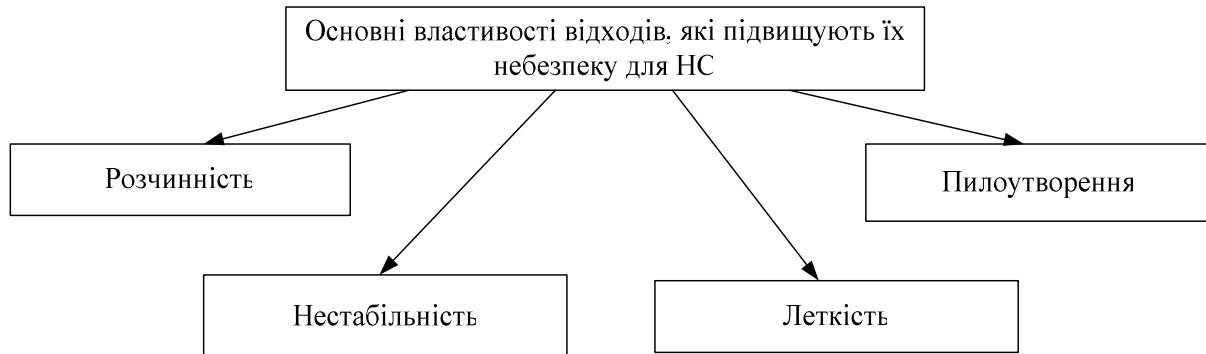 Основні властивості відходів, які підвищують їх
небезпеку для НС
Розчинність
Пилоутворення
Нестабільність
Леткість